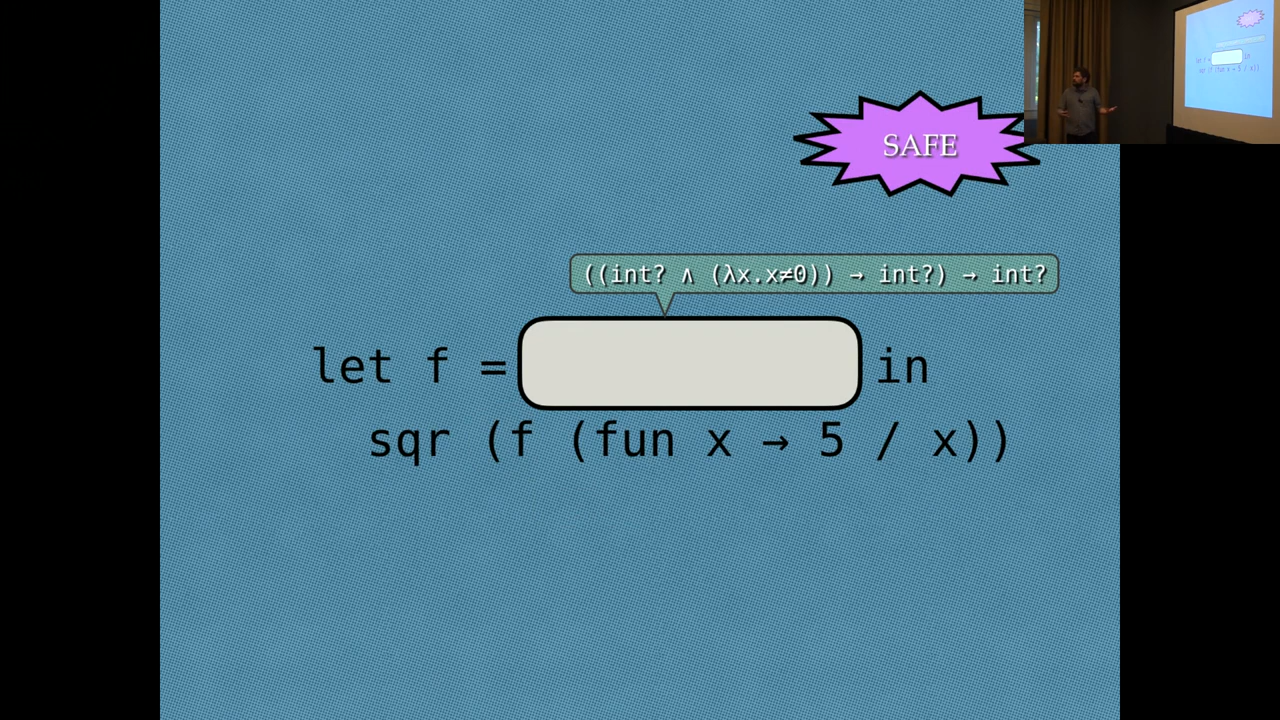 SAFE
((int? ∧ (λx.x≠0)) → int?) → int?
let f = in
sqr (f (fun x → 5 / x))